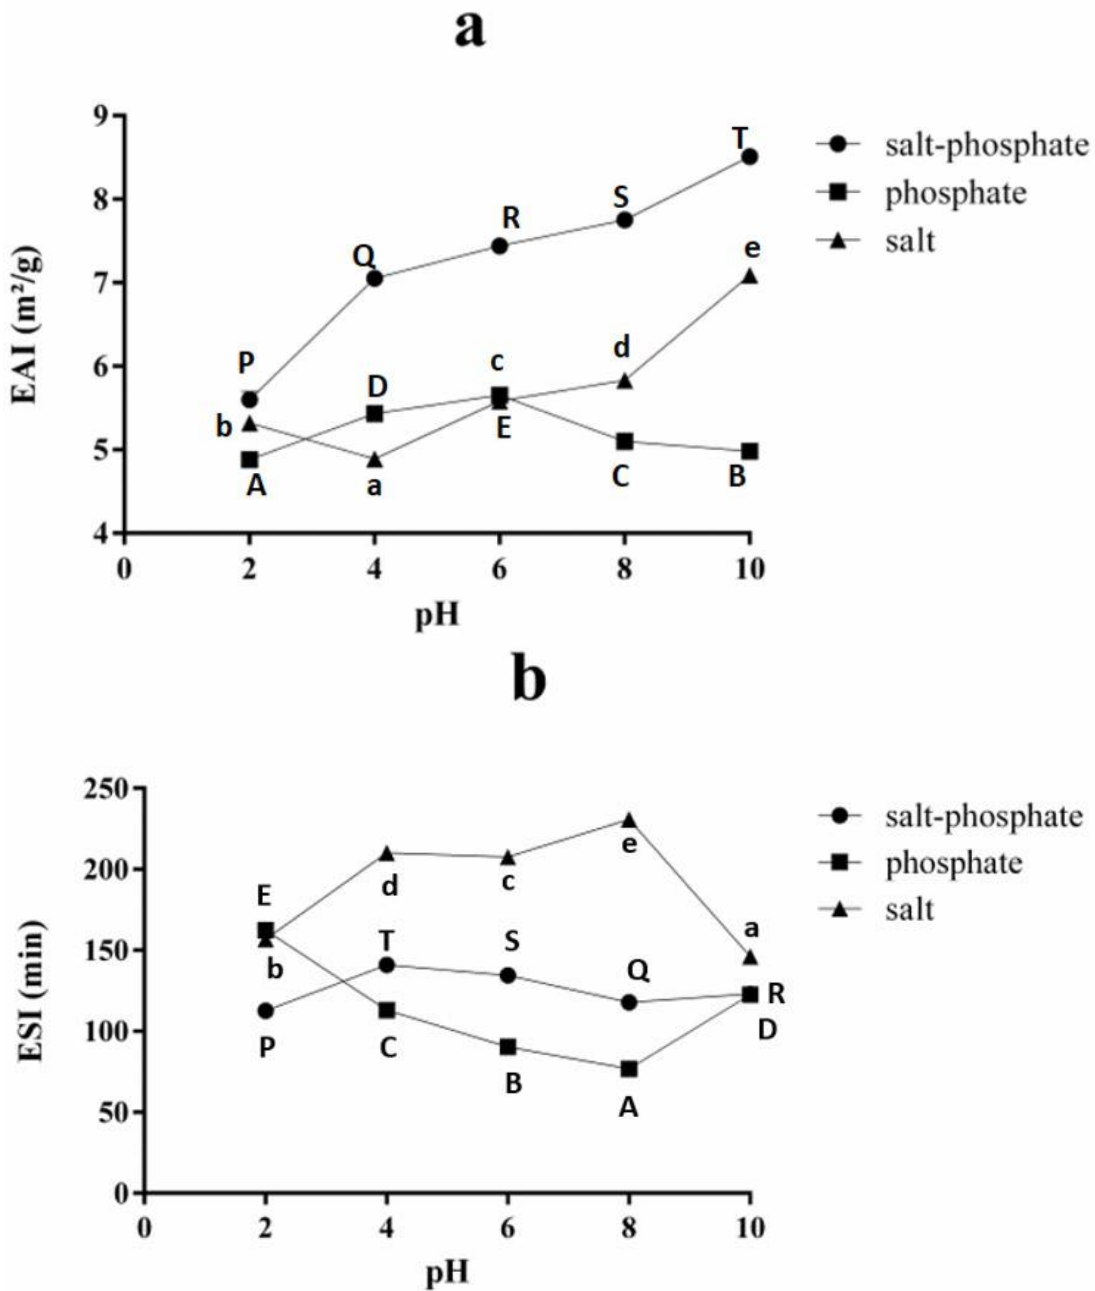 a
9
8
7
6
5
4
EAI (m²/g)
0 2 4 6 8 10
pH
P
Q
R
S
T
b
a
c
d
e
A
D
E
C
B
salt-phosphate
phosphate
salt
b
250
200
150
100
50
0
ESI (min)
0 2 4 6 8 10
pH
E
b
P
d
T
C
c
S
B
e
Q
A
a
R
D
salt-phosphate
phosphate
salt